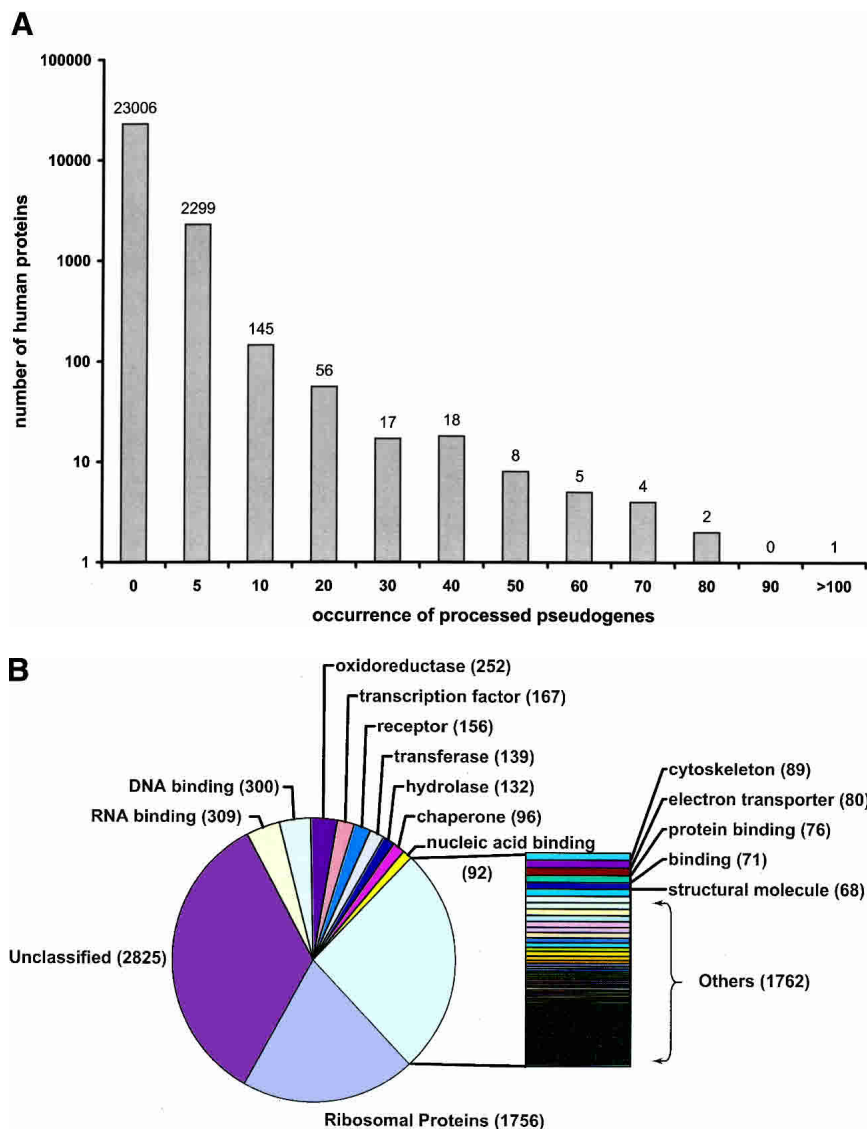 A
100000
10000
1000
100
10
1
number of human proteins
23006
2299
145
56
17
18
8
5
4
2
0
1
0 5 10 20 30 40 50 60 70 80 90 >100
occurrence of processed pseudogenes
B
oxidoreductase (252)
transcription factor (167)
receptor (156)
transferase (139)
hydrolase (132)
chaperone (96)
nucleic acid binding
(92)
DNA binding (300)
RNA binding (309)
Unclassified (2825)
Ribosomal Proteins (1756)
cytoskeleton (89)
electron transporter (80)
protein binding (76)
binding (71)
structural molecule (68)
Others (1762)